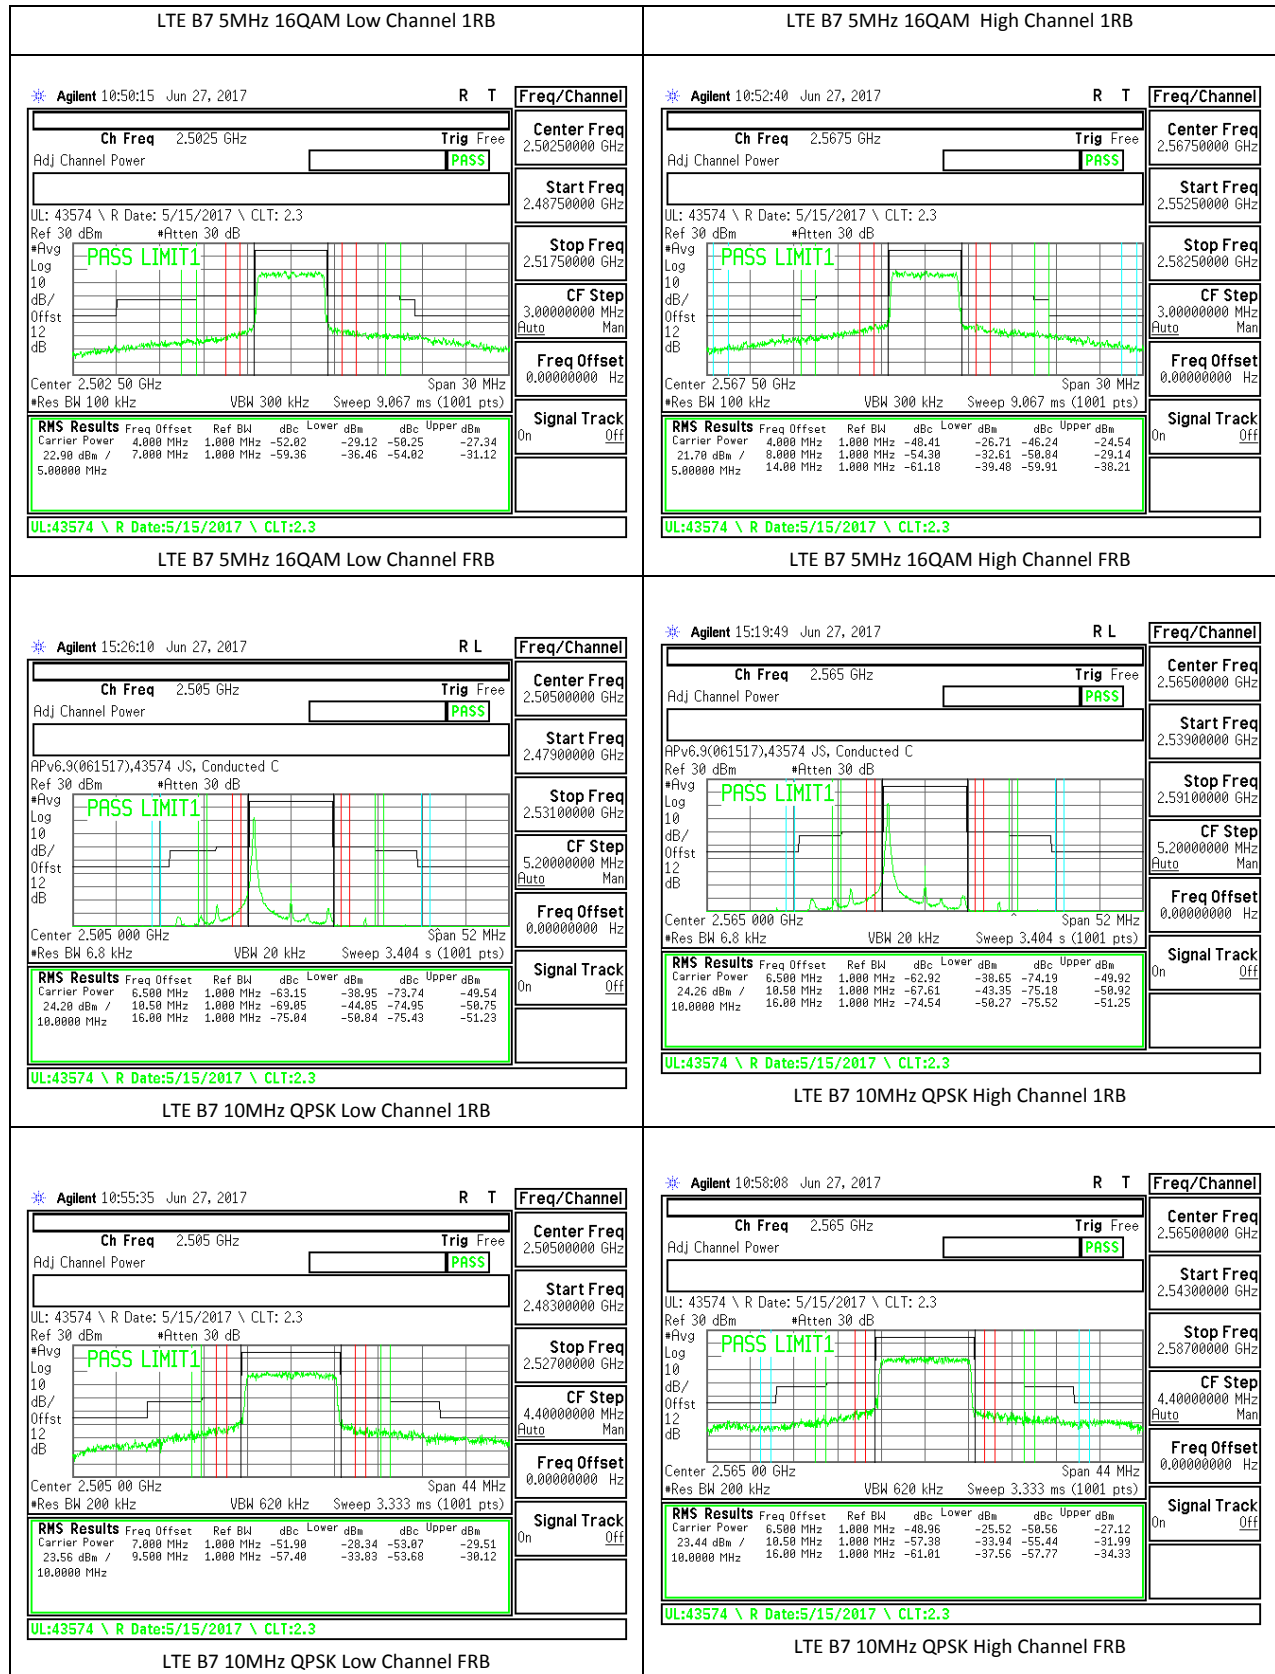 LTE B7 5MHz 16QAM Low Channel 1RB
LTE B7 5MHz 16QAM High Channel 1RB
Agilent 10:50:15 Jun 27, 2017 R T
Freq/Channel
Ch Freq 2.5025 GHz Trig Free
Adj Channel Power PASS
UL: 43574 \ R Date: 5/15/2017 \ CLT: 2.3
Ref 30 dBm #Atten 30 dB
#Avg
Log
10
dB/
Offst
12
dB
PASS LIMIT1
Center 2.502 50 GHz Span 30 MHz
#Res BW 100 kHz VBW 300 kHz Sweep 9.067 ms (1001 pts)
RMS Results Freq Offset Ref BW dBc Lower dBm dBc Upper dBm
Carrier Power 4.000 MHz 1.000 MHz -52.02 -29.12 -50.25 -27.34
22.90 dBm / 7.000 MHz 1.000 MHz -59.36 -36.46 -54.02 -31.12
5.00000 MHz
UL:43574 \ R Date:5/15/2017 \ CLT:2.3
Center Freq
2.50250000 GHz
Start Freq
2.48750000 GHz
Stop Freq
2.51750000 GHz
CF Step
3.00000000 MHz
Auto Man
Freq Offset
0.00000000 Hz
Signal Track
On Off
LTE B7 5MHz 16QAM Low Channel FRB
Agilent 10:52:40 Jun 27, 2017 R T
Freq/Channel
Ch Freq 2.5675 GHz Trig Free
Adj Channel Power PASS
UL: 43574 \ R Date: 5/15/2017 \ CLT: 2.3
Ref 30 dBm #Atten 30 dB
#Avg
Log
10
dB/
Offst
12
dB
PASS LIMIT1
Center 2.567 50 GHz Span 30 MHz
#Res BW 100 kHz VBW 300 kHz Sweep 9.067 ms (1001 pts)
RMS Results Freq Offset Ref BW dBc Lower dBm dBc Upper dBm
Carrier Power 4.000 MHz 1.000 MHz -48.41 -26.71 -46.24 -24.54
21.70 dBm / 8.000 MHz 1.000 MHz -54.30 -32.61 -50.84 -29.14
5.00000 MHz 14.00 MHz 1.000 MHz -61.18 -39.48 -59.91 -38.21
UL:43574 \ R Date:5/15/2017 \ CLT:2.3
Center Freq
2.56750000 GHz
Start Freq
2.55250000 GHz
Stop Freq
2.58250000 GHz
CF Step
3.00000000 MHz
Auto Man
Freq Offset
0.00000000 Hz
Signal Track
On Off
LTE B7 5MHz 16QAM High Channel FRB
Agilent 15:26:10 Jun 27, 2017 R L
Freq/Channel
Ch Freq 2.505 GHz Trig Free
Adj Channel Power PASS
APv6.9(061517),43574 JS, Conducted C
Ref 30 dBm #Atten 30 dB
#Avg
Log
10
dB/
Offst
12
dB
PASS LIMIT1
Center 2.505 000 GHz Span 52 MHz
#Res BW 6.8 kHz VBW 20 kHz Sweep 3.404 s (1001 pts)
RMS Results Freq Offset Ref BW dBc Lower dBm dBc Upper dBm
Carrier Power 6.500 MHz 1.000 MHz -63.15 -38.95 -73.74 -49.54
24.20 dBm / 10.50 MHz 1.000 MHz -69.05 -44.85 -74.95 -50.75
10.0000 MHz 16.00 MHz 1.000 MHz -75.04 -50.84 -75.43 -51.23
UL:43574 \ R Date:5/15/2017 \ CLT:2.3
Center Freq
2.50500000 GHz
Start Freq
2.47900000 GHz
Stop Freq
2.53100000 GHz
CF Step
5.20000000 MHz
Auto Man
Freq Offset
0.00000000 Hz
Signal Track
On Off
LTE B7 10MHz QPSK Low Channel 1RB
Agilent 15:19:49 Jun 27, 2017 R L
Freq/Channel
Ch Freq 2.565 GHz Trig Free
Adj Channel Power PASS
APv6.9(061517),43574 JS, Conducted C
Ref 30 dBm #Atten 30 dB
#Avg
Log
10
dB/
Offst
12
dB
PASS LIMIT1
Center 2.565 000 GHz Span 52 MHz
#Res BW 6.8 kHz VBW 20 kHz Sweep 3.404 s (1001 pts)
RMS Results Freq Offset Ref BW dBc Lower dBm dBc Upper dBm
Carrier Power 6.500 MHz 1.000 MHz -62.92 -38.65 -74.19 -49.92
24.26 dBm / 10.50 MHz 1.000 MHz -67.61 -43.35 -75.18 -50.92
10.0000 MHz 16.00 MHz 1.000 MHz -74.54 -50.27 -75.52 -51.25
UL:43574 \ R Date:5/15/2017 \ CLT:2.3
Center Freq
2.56500000 GHz
Start Freq
2.53900000 GHz
Stop Freq
2.59100000 GHz
CF Step
5.20000000 MHz
Auto Man
Freq Offset
0.00000000 Hz
Signal Track
On Off
LTE B7 10MHz QPSK High Channel 1RB
Agilent 10:55:35 Jun 27, 2017 R T
Freq/Channel
Ch Freq 2.505 GHz Trig Free
Adj Channel Power PASS
UL: 43574 \ R Date: 5/15/2017 \ CLT: 2.3
Ref 30 dBm #Atten 30 dB
#Avg
Log
10
dB/
Offst
12
dB
PASS LIMIT1
Center 2.505 00 GHz Span 44 MHz
#Res BW 200 kHz VBW 620 kHz Sweep 3.333 ms (1001 pts)
RMS Results Freq Offset Ref BW dBc Lower dBm dBc Upper dBm
Carrier Power 7.000 MHz 1.000 MHz -51.90 -28.34 -53.07 -29.51
23.56 dBm / 9.500 MHz 1.000 MHz -57.40 -33.83 -53.68 -30.12
10.0000 MHz
UL:43574 \ R Date:5/15/2017 \ CLT:2.3
Center Freq
2.50500000 GHz
Start Freq
2.48300000 GHz
Stop Freq
2.52700000 GHz
CF Step
4.40000000 MHz
Auto Man
Freq Offset
0.00000000 Hz
Signal Track
On Off
LTE B7 10MHz QPSK Low Channel FRB
Agilent 10:58:08 Jun 27, 2017 R T
Freq/Channel
Ch Freq 2.565 GHz Trig Free
Adj Channel Power PASS
UL: 43574 \ R Date: 5/15/2017 \ CLT: 2.3
Ref 30 dBm #Atten 30 dB
#Avg
Log
10
dB/
Offst
12
dB
PASS LIMIT1
Center 2.565 00 GHz Span 44 MHz
#Res BW 200 kHz VBW 620 kHz Sweep 3.333 ms (1001 pts)
RMS Results Freq Offset Ref BW dBc Lower dBm dBc Upper dBm
Carrier Power 6.500 MHz 1.000 MHz -48.96 -25.52 -50.56 -27.12
23.44 dBm / 10.50 MHz 1.000 MHz -57.38 -33.94 -55.44 -31.99
10.0000 MHz 16.00 MHz 1.000 MHz -61.01 -37.56 -57.77 -34.33
UL:43574 \ R Date:5/15/2017 \ CLT:2.3
Center Freq
2.56500000 GHz
Start Freq
2.54300000 GHz
Stop Freq
2.58700000 GHz
CF Step
4.40000000 MHz
Auto Man
Freq Offset
0.00000000 Hz
Signal Track
On Off
LTE B7 10MHz QPSK High Channel FRB